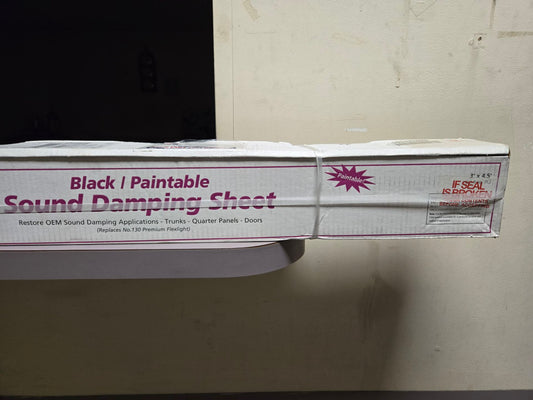 Black / Paintable
Sound Damping Sheet
Restore OEM Sound Damping Applications - Trunks - Quarter Panels - Doors
(Replaces No.130 Premium Flexlight)
Paintable!
3' x 4.5'
IF SEAL
IS BROKEN